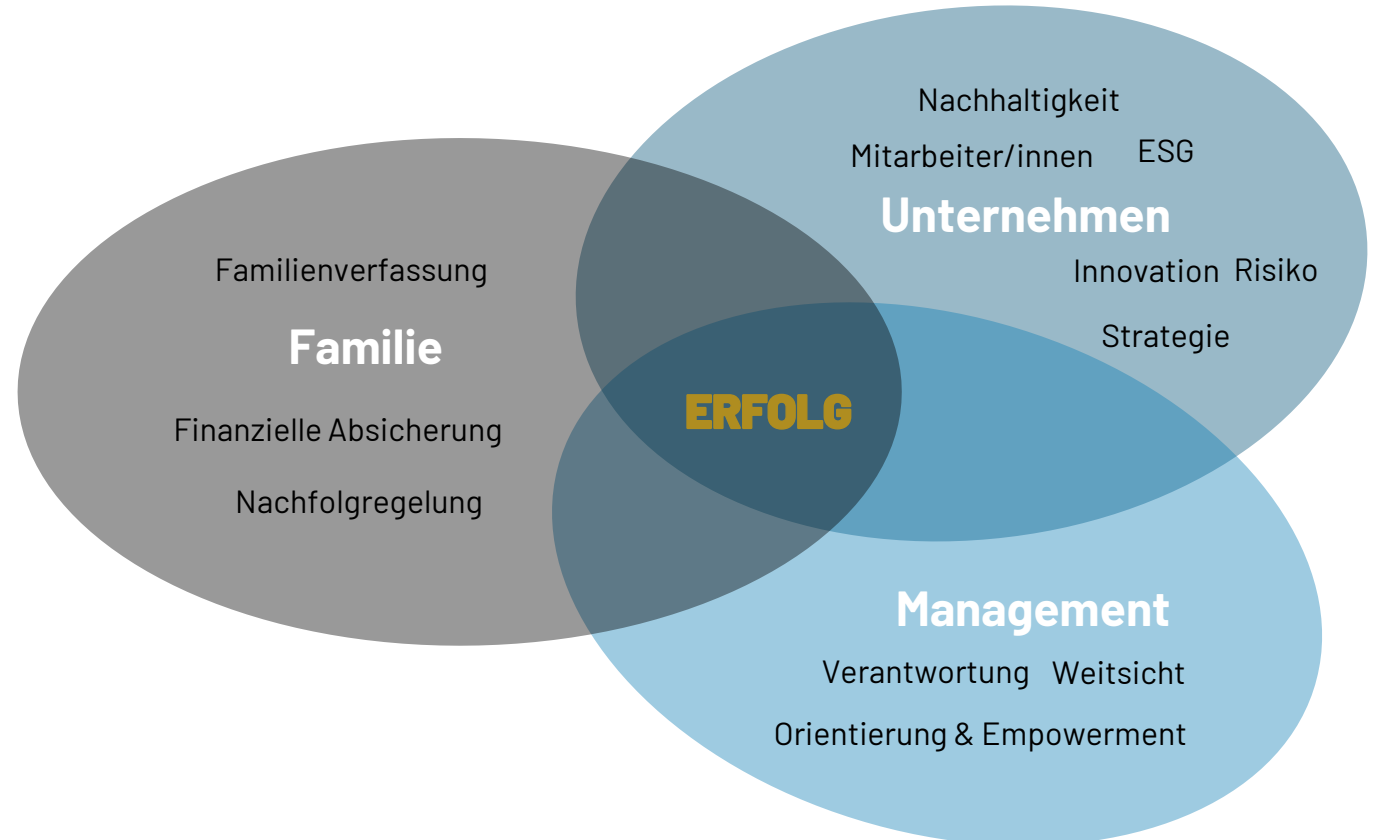 Nachhaltigkeit
Mitarbeiter/innen ESG
Unternehmen
Innovation Risiko
Strategie
Familienverfassung
Familie
Finanzielle Absicherung
Nachfolgregelung
ERFOLG
Management
Verantwortung Weitsicht
Orientierung & Empowerment